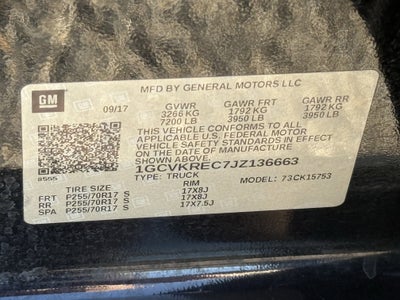 MFD BY GENERAL MOTORS LLC
GM
09/17 GVWR GAWR FRT GAWR RR
3266 KG 1792 KG 1792 KG
7200 LB 3950 LB 3950 LB
THIS VEHICLE CONFORMS TO ALL
APPLICABLE U.S. FEDERAL MOTOR
VEHICLE SAFETY STANDARDS IN
EFFECT ON THE DATE OF MANUFACTURE
SHOWN ABOVE.
1GCVKREC7JZ136663
TYPE: TRUCK MODEL: 73CK15753
8555
TIRE SIZE RIM
FRT P255/70R17 S 17X8J
RR P255/70R17 S 17X8J
SPA P255/70R17 S 17X7.5J